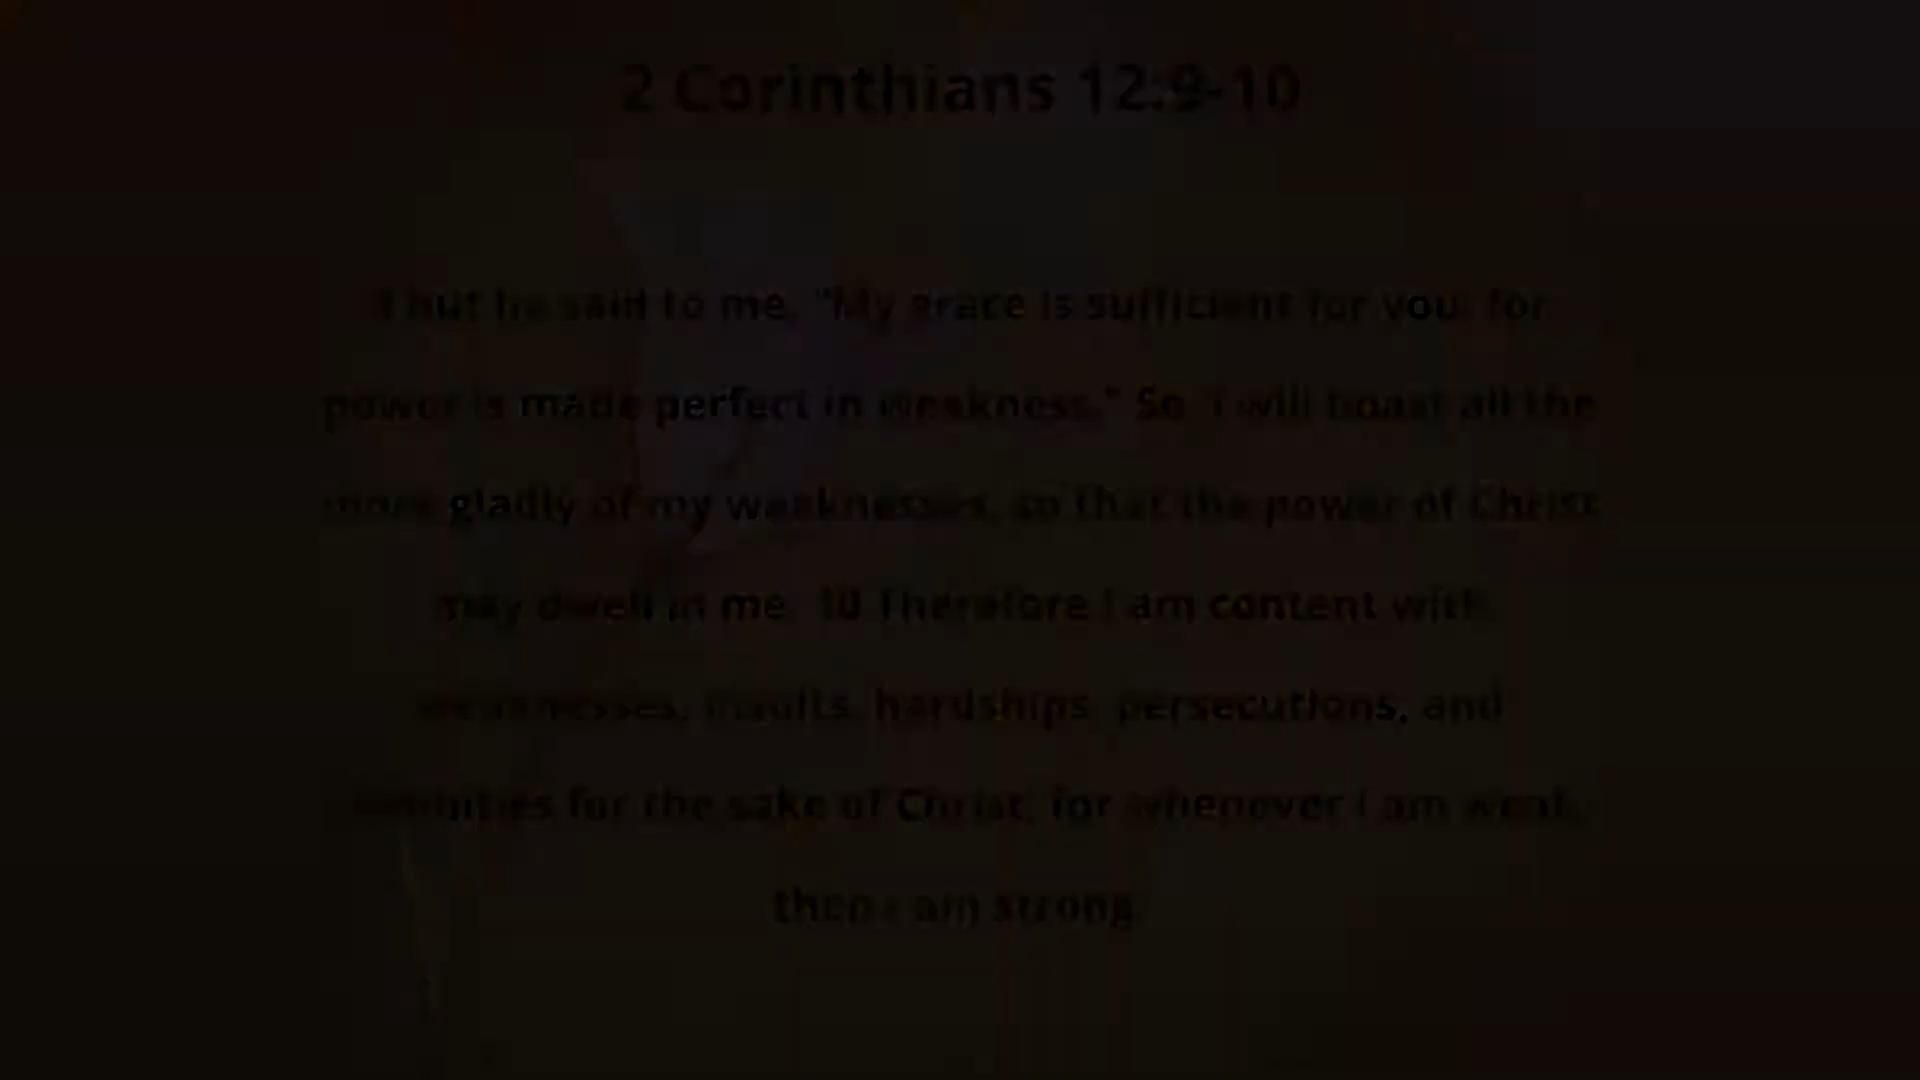 2 Corinthians 12:9-10
9 but he said to me, "My grace is sufficient for you, for
power is made perfect in weakness." So, I will boast all the
more gladly of my weaknesses, so that the power of Christ
may dwell in me. 10 Therefore I am content with
weaknesses, insults, hardships, persecutions, and
calamities for the sake of Christ, for whenever I am weak,
then I am strong.